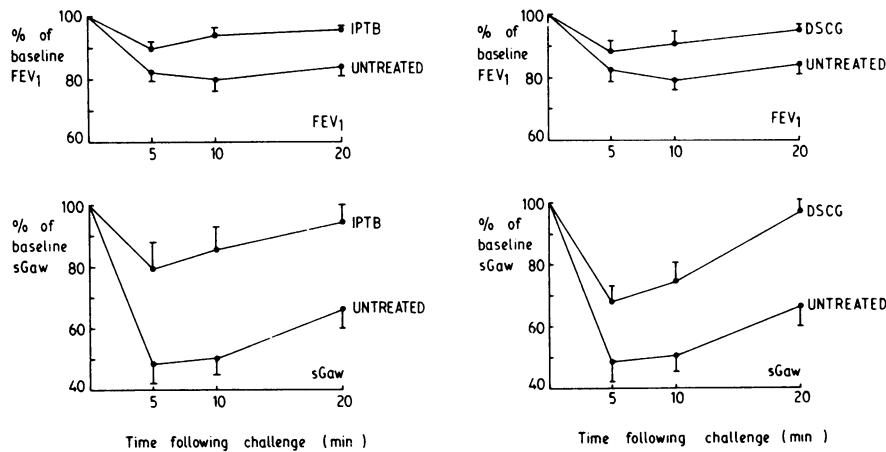 100
% of
baseline
FEV1
80
60
IPTB
UNTREATED
FEV1
5
10
20
100
% of
baseline
FEV1
80
60
DSCG
UNTREATED
FEV1
5
10
20
100
% of
baseline
sGaw
80
60
40
IPTB
UNTREATED
sGaw
5
10
20
Time following challenge (min)
100
% of
baseline
sGaw
80
60
40
DSCG
UNTREATED
sGaw
5
10
20
Time following challenge (min)